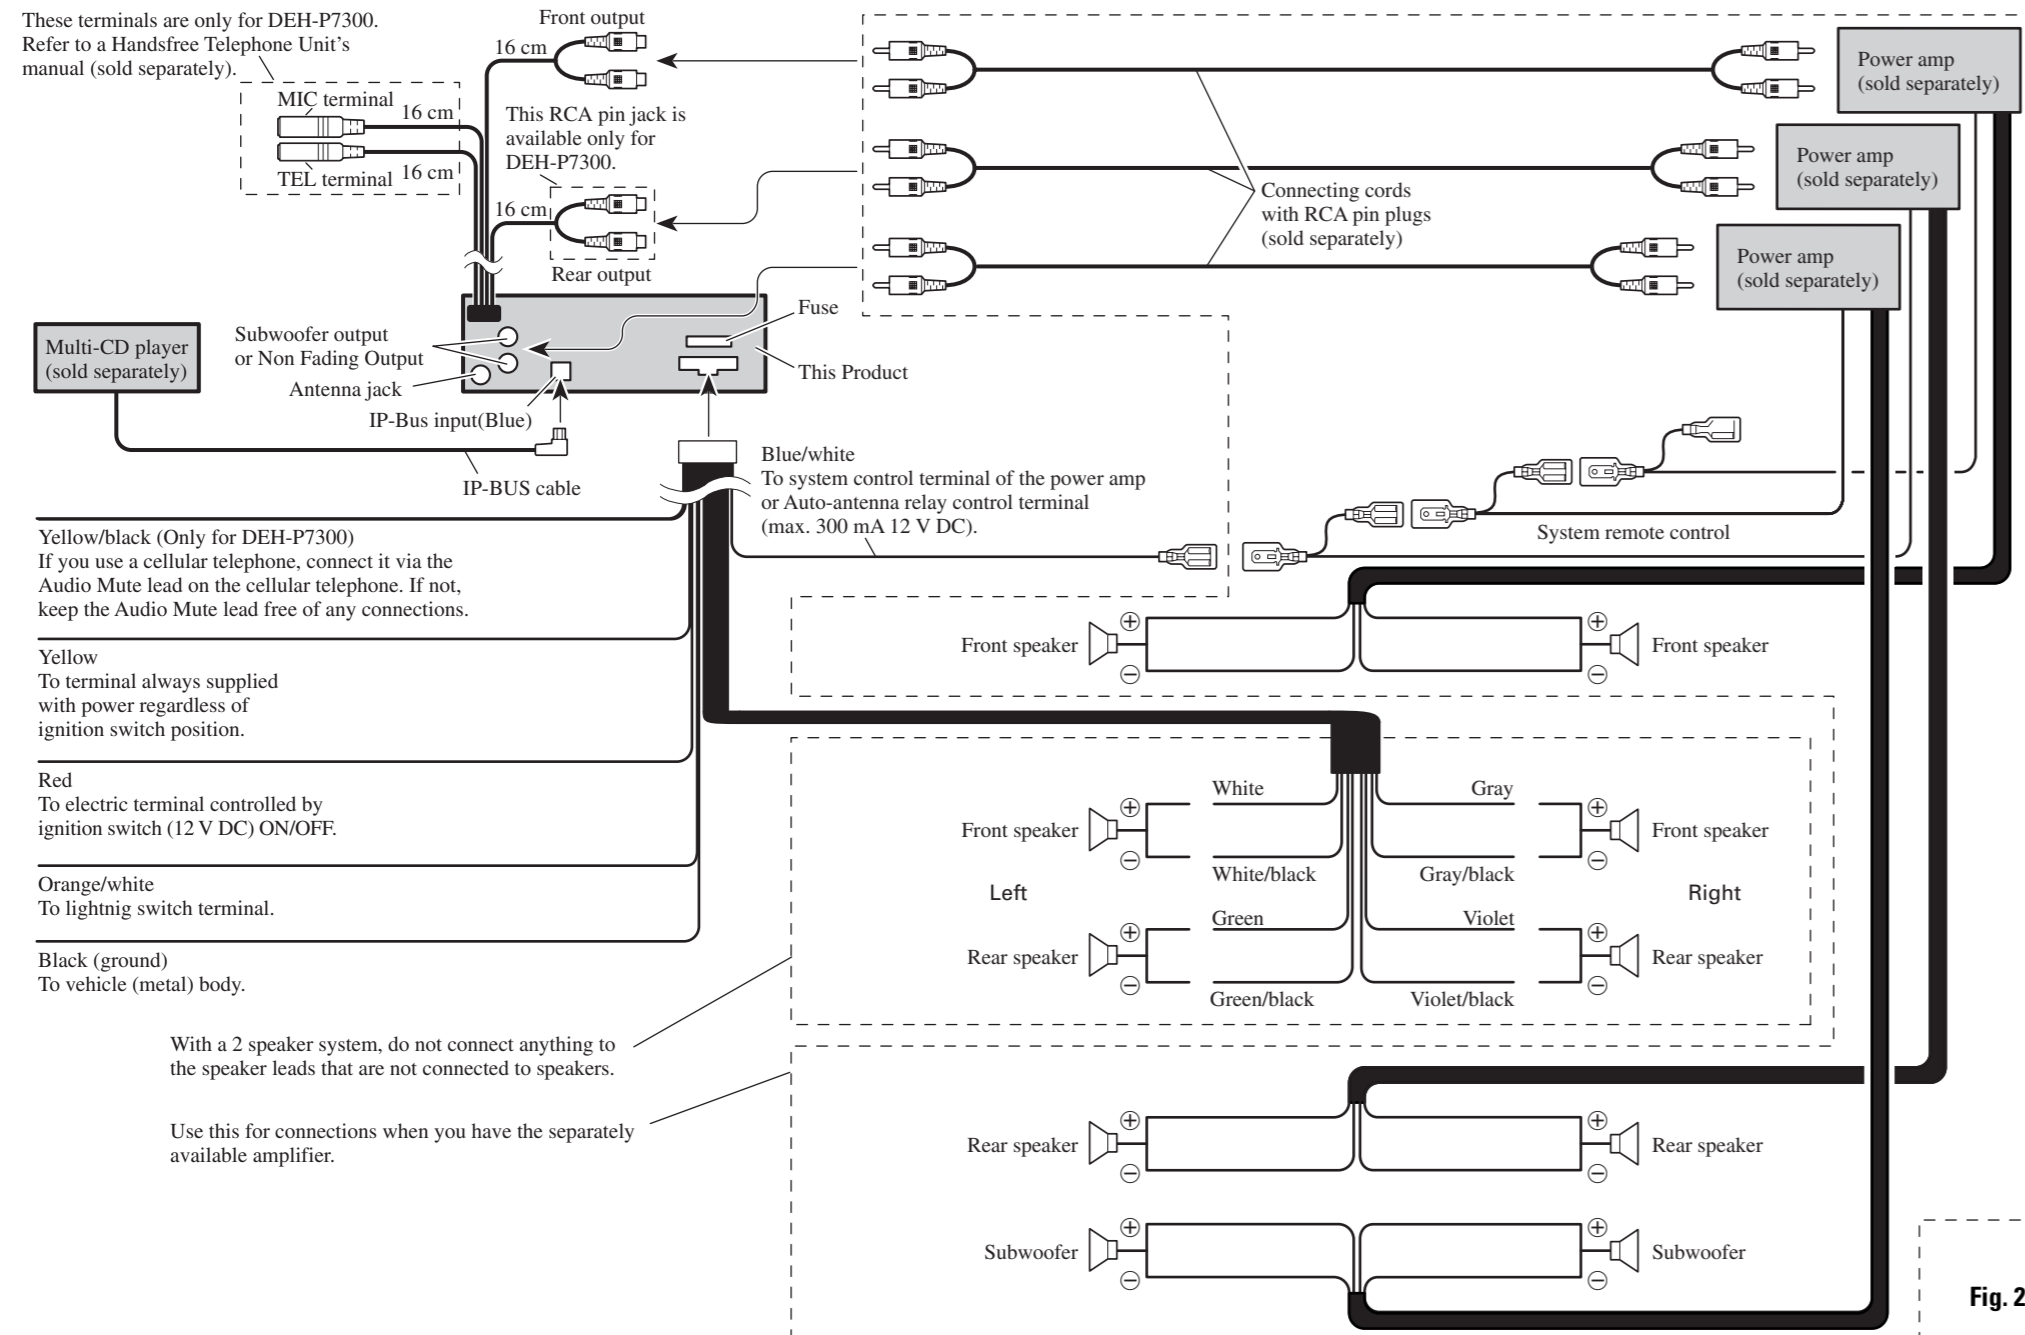 These terminals are only for DEH-P7300.
Refer to a Handsfree Telephone Unit's
manual (sold separately).
MIC terminal
16 cm
TEL terminal
16 cm
Front output
16 cm
This RCA pin jack is
available only for
DEH-P7300.
16 cm
Rear output
Connecting cords
with RCA pin plugs
(sold separately)
Power amp
(sold separately)
Power amp
(sold separately)
Power amp
(sold separately)
Multi-CD player
(sold separately)
Subwoofer output
or Non Fading Output
Antenna jack
IP-Bus input(Blue)
IP-BUS cable
Fuse
This Product
Blue/white
To system control terminal of the power amp
or Auto-antenna relay control terminal
(max. 300 mA 12 V DC).
System remote control
Yellow/black (Only for DEH-P7300)
If you use a cellular telephone, connect it via the
Audio Mute lead on the cellular telephone. If not,
keep the Audio Mute lead free of any connections.
Yellow
To terminal always supplied
with power regardless of
ignition switch position.
Red
To electric terminal controlled by
ignition switch (12 V DC) ON/OFF.
Orange/white
To lightnig switch terminal.
Black (ground)
To vehicle (metal) body.
With a 2 speaker system, do not connect anything to
the speaker leads that are not connected to speakers.
Use this for connections when you have the separately
available amplifier.
Front speaker
+
−
+
−
Front speaker
Front speaker
+
−
White
White/black
Gray
Gray/black
+
−
Front speaker
Left
Right
Rear speaker
+
−
Green
Green/black
Violet
Violet/black
+
−
Rear speaker
Rear speaker
+
−
+
−
Rear speaker
Subwoofer
+
−
+
−
Subwoofer
Fig. 2